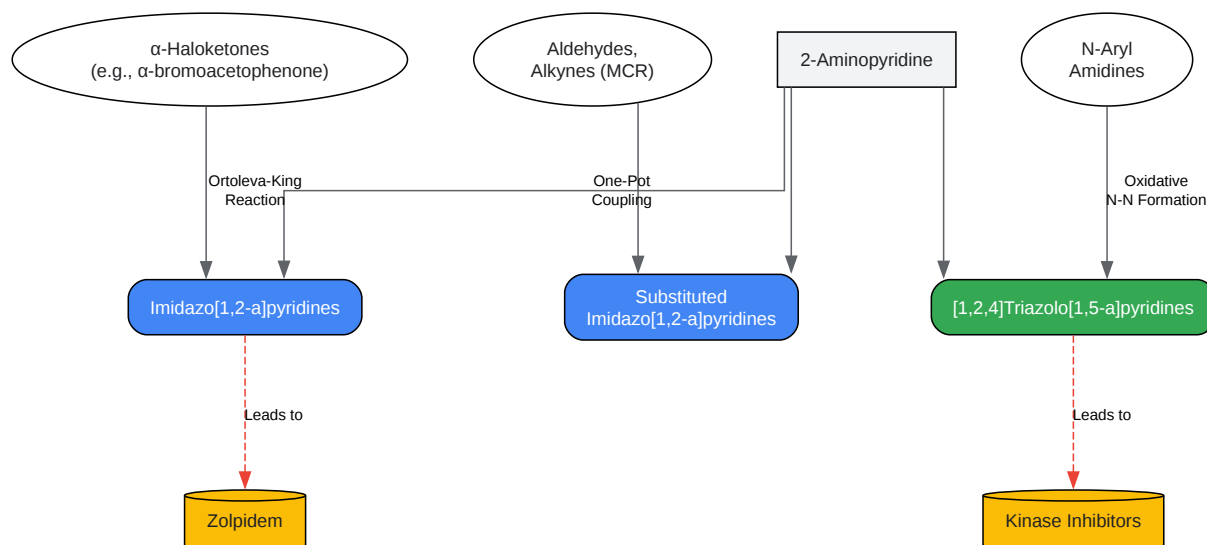 α-Haloketones
(e.g., α-bromoacetophenone)
Aldehydes,
Alkynes (MCR)
2-Aminopyridine
N-Aryl
Amidines
Ortoleva-King
Reaction
One-Pot
Coupling
Oxidative
N-N Formation
Imidazo[1,2-a]pyridines
Substituted
Imidazo[1,2-a]pyridines
[1,2,4]Triazolo[1,5-a]pyridines
Leads to
Leads to
Zolpidem
Kinase Inhibitors